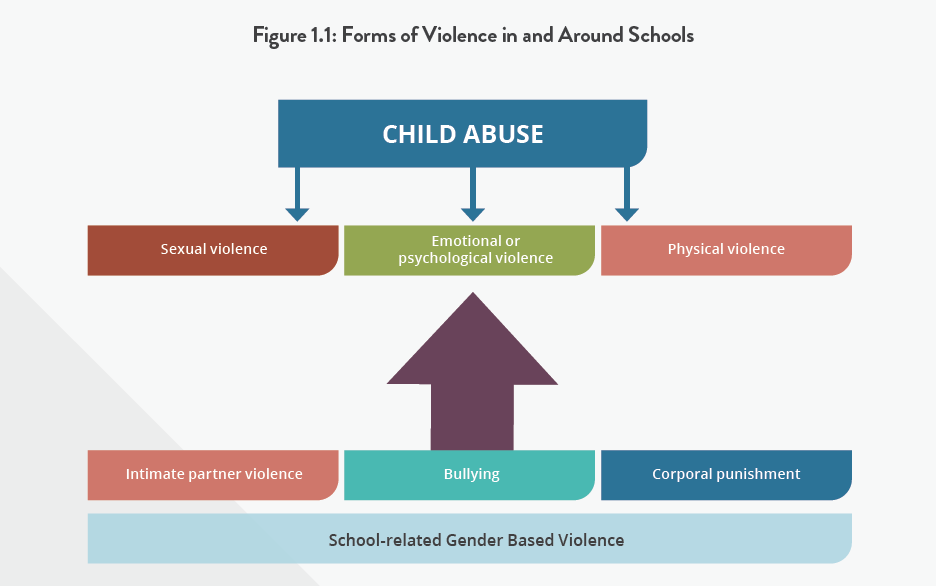 Figure 1.1: Forms of Violence in and Around Schools
CHILD ABUSE
Sexual violence
Emotional or
psychological violence
Physical violence
Intimate partner violence
Bullying
Corporal punishment
School-related Gender Based Violence